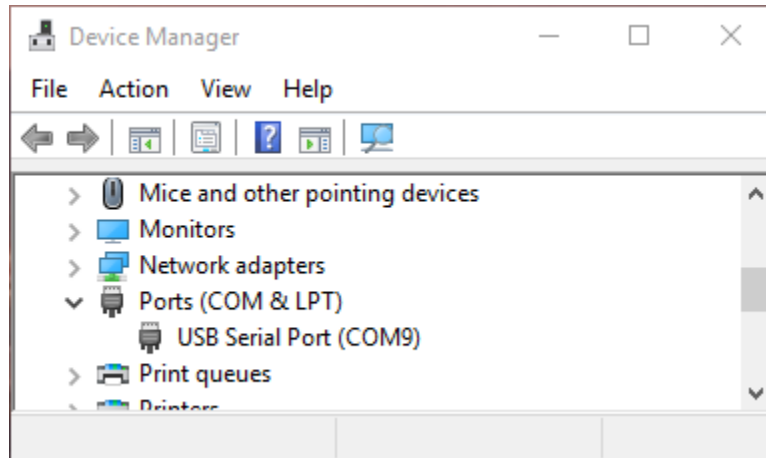 Device Manager
File Action View Help
Mice and other pointing devices
Monitors
Network adapters
Ports (COM & LPT)
USB Serial Port (COM9)
Print queues
Printers